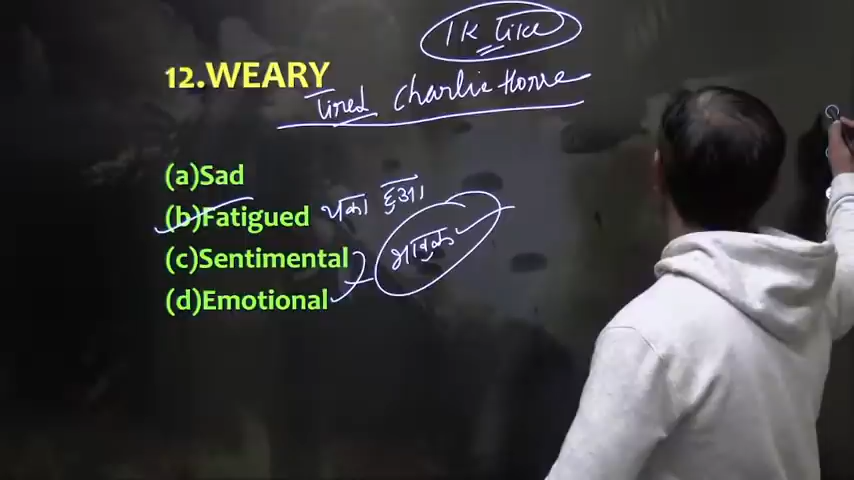 1K Like
12.WEARY
Tired Charlie Horse
(a)Sad
(b)Fatigued थका हुआ।
(c)Sentimental भावुक
(d)Emotional